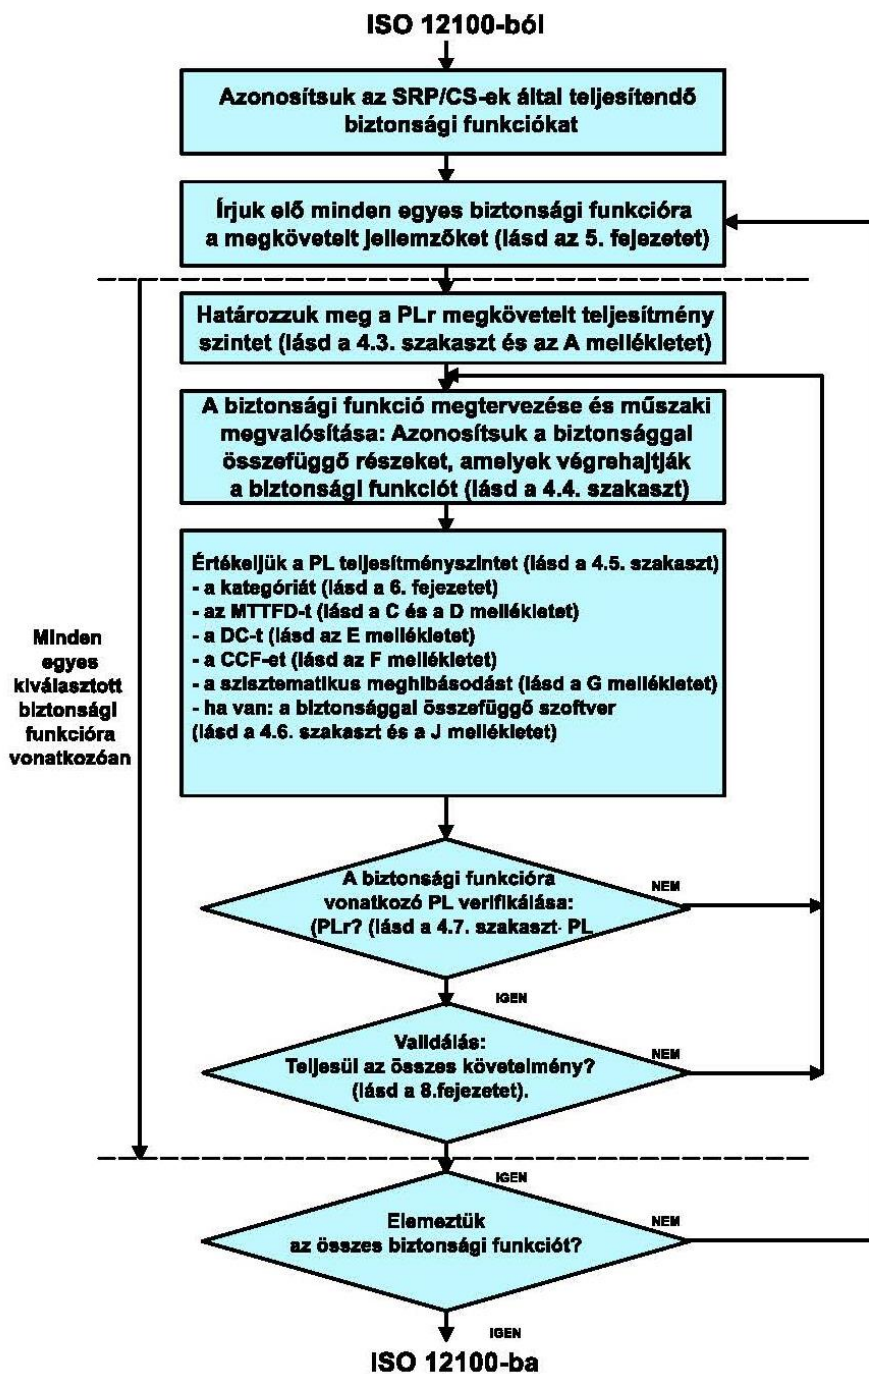 ISO 12100-ból
Azonosítsuk az SRP/CS-ek által teljesítendő
biztonsági funkciókat
Írjuk elő minden egyes biztonsági funkcióra
a megkövetelt jellemzőket (lásd az 5. fejezetet)
Határozzuk meg a PLr megkövetelt teljesítmény
szintet (lásd a 4.3. szakaszt és az A mellékletet)
A biztonsági funkció megtervezése és műszaki
megvalósítása: Azonosítsuk a biztonsággal
összefüggő részeket, amelyek végrehajtják
a biztonsági funkciót (lásd a 4.4. szakaszt)
Értékeljük a PL teljesítményszintet (lásd a 4.5. szakaszt)
- a kategóriát (lásd a 6. fejezetet)
- az MTTFD-t (lásd a C és a D mellékletet)
- a DC-t (lásd az E mellékletet)
- a CCF-et (lásd az F mellékletet)
- a szisztematikus meghibásodást (lásd a G mellékletet)
- ha van: a biztonsággal összefüggő szoftver
(lásd a 4.6. szakaszt és a J mellékletet)
Minden
egyes
kiválasztott
biztonsági
funkcióra
vonatkozóan
A biztonsági funkcióra
vonatkozó PL verifikálása:
(PLr? (lásd a 4.7. szakaszt- PL
NEM
IGEN
Validálás:
Teljesül az összes követelmény?
(lásd a 8.fejezetet).
NEM
IGEN
Elemeztük
az összes biztonsági funkciót?
NEM
IGEN
ISO 12100-ba